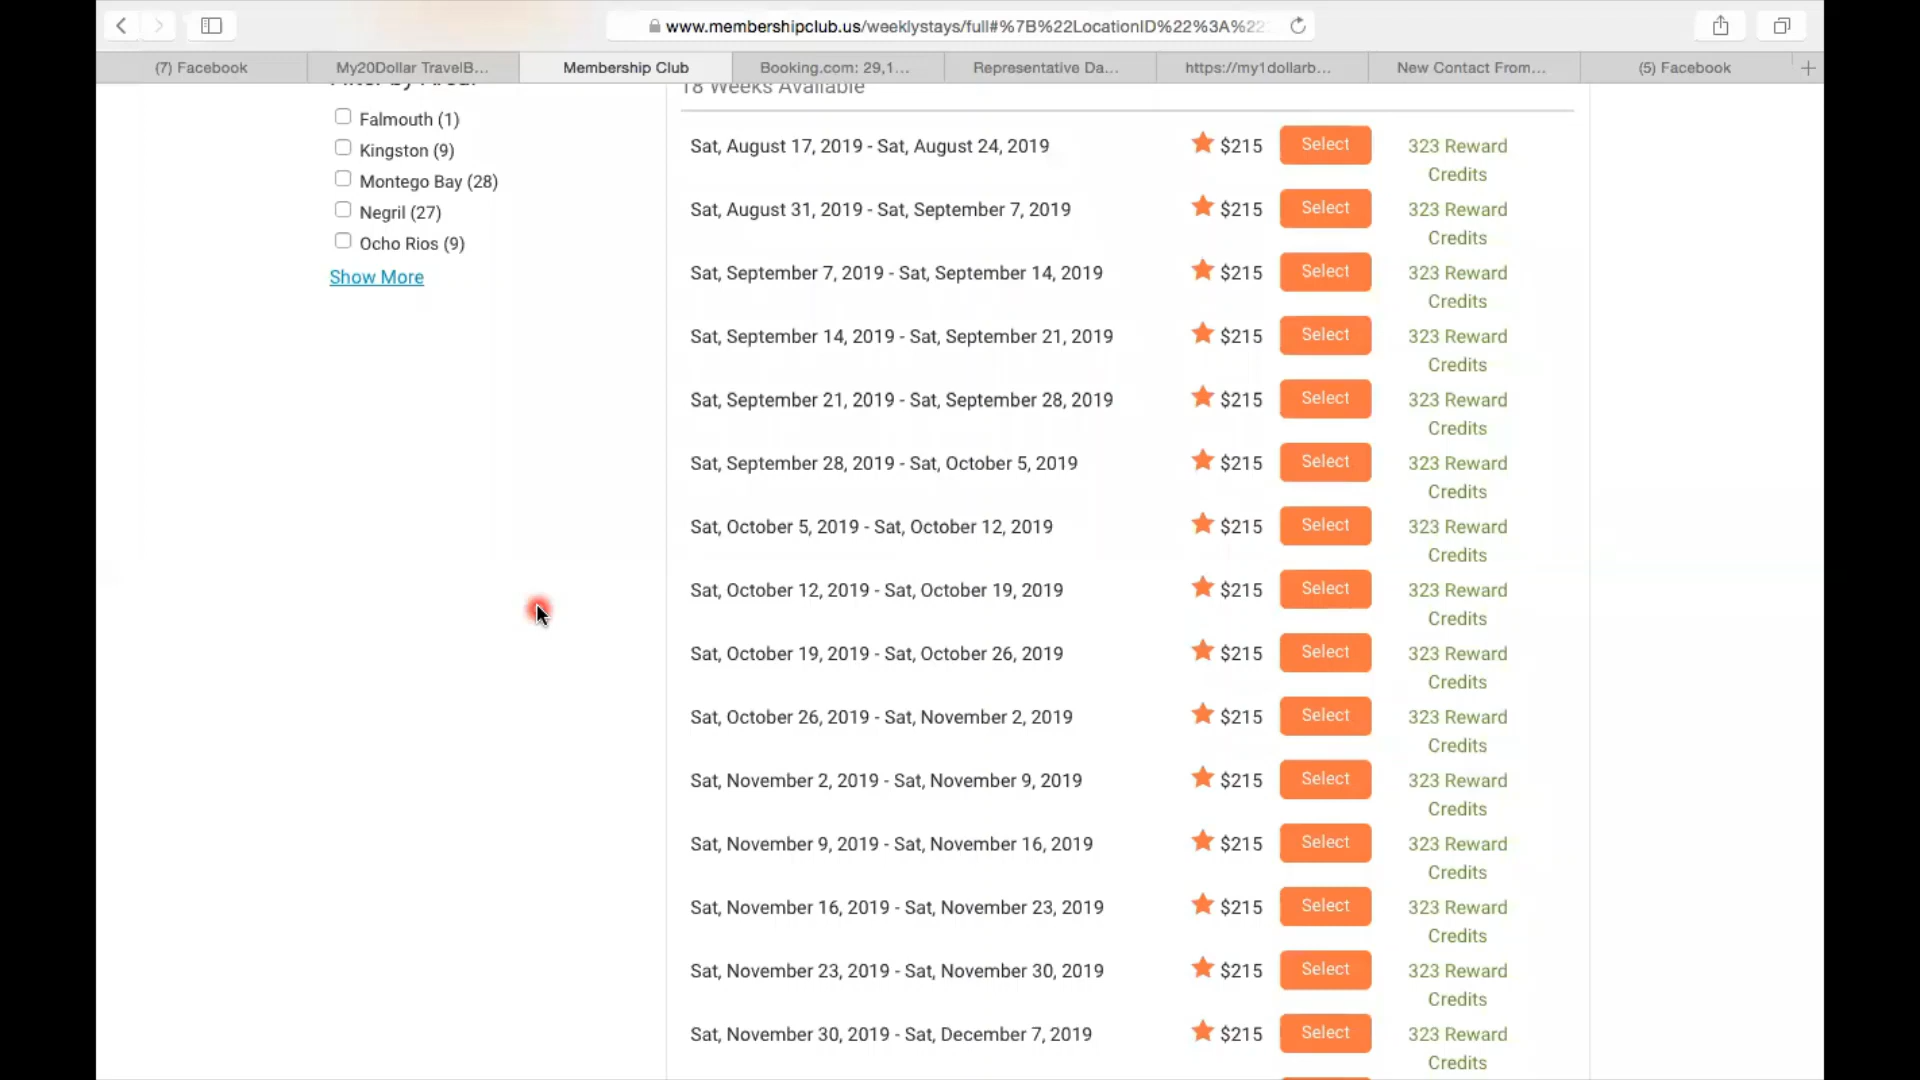 www.membershipclub.us/weeklystays/full#%7B%22LocationID%22%3A%22
(7) Facebook
My20Dollar TravelB...
Membership Club
Booking.com: 29,1...
Representative Da...
https://my1dollarb...
New Contact From...
(5) Facebook
Filter by Area:
Falmouth (1)
Kingston (9)
Montego Bay (28)
Negril (27)
Ocho Rios (9)
Show More
18 Weeks Available
Sat, August 17, 2019 - Sat, August 24, 2019 $215 Select 323 Reward
Credits
Sat, August 31, 2019 - Sat, September 7, 2019 $215 Select 323 Reward
Credits
Sat, September 7, 2019 - Sat, September 14, 2019 $215 Select 323 Reward
Credits
Sat, September 14, 2019 - Sat, September 21, 2019 $215 Select 323 Reward
Credits
Sat, September 21, 2019 - Sat, September 28, 2019 $215 Select 323 Reward
Credits
Sat, September 28, 2019 - Sat, October 5, 2019 $215 Select 323 Reward
Credits
Sat, October 5, 2019 - Sat, October 12, 2019 $215 Select 323 Reward
Credits
Sat, October 12, 2019 - Sat, October 19, 2019 $215 Select 323 Reward
Credits
Sat, October 19, 2019 - Sat, October 26, 2019 $215 Select 323 Reward
Credits
Sat, October 26, 2019 - Sat, November 2, 2019 $215 Select 323 Reward
Credits
Sat, November 2, 2019 - Sat, November 9, 2019 $215 Select 323 Reward
Credits
Sat, November 9, 2019 - Sat, November 16, 2019 $215 Select 323 Reward
Credits
Sat, November 16, 2019 - Sat, November 23, 2019 $215 Select 323 Reward
Credits
Sat, November 23, 2019 - Sat, November 30, 2019 $215 Select 323 Reward
Credits
Sat, November 30, 2019 - Sat, December 7, 2019 $215 Select 323 Reward
Credits